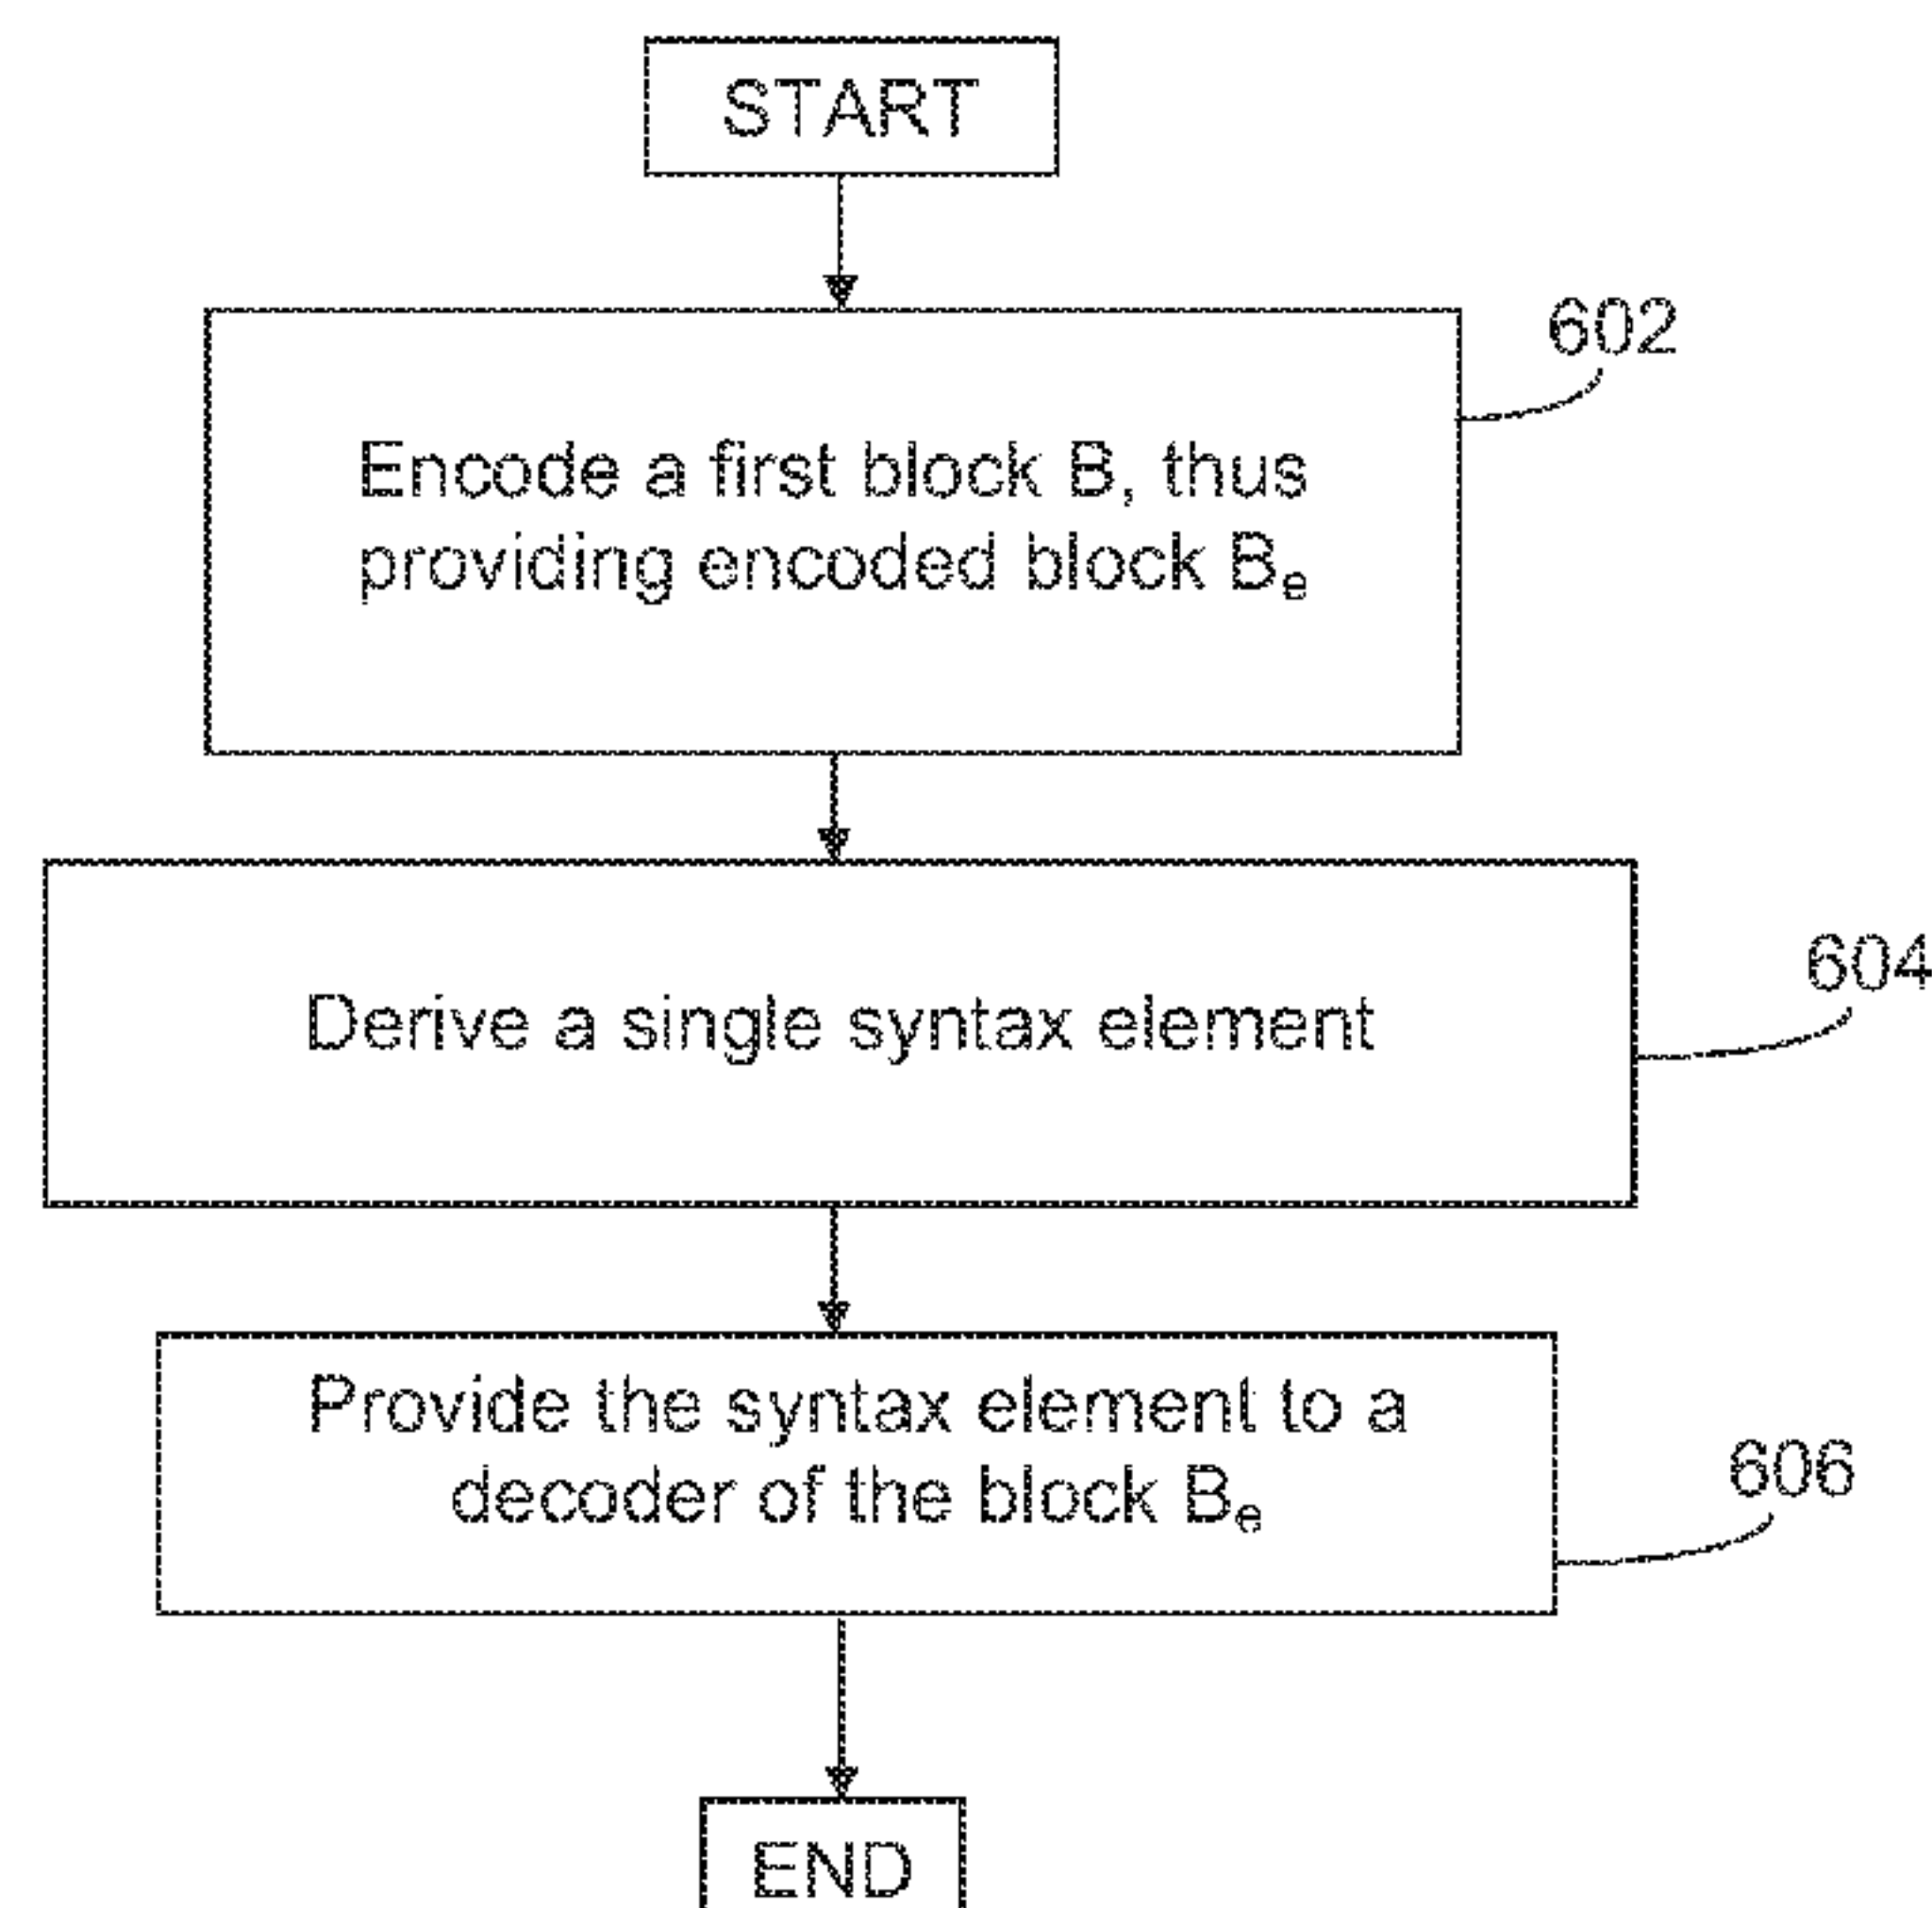 START
602
Encode a first block B, thus
providing encoded block Bₑ
604
Derive a single syntax element
Provide the syntax element to a
606
decoder of the block Bₑ
END